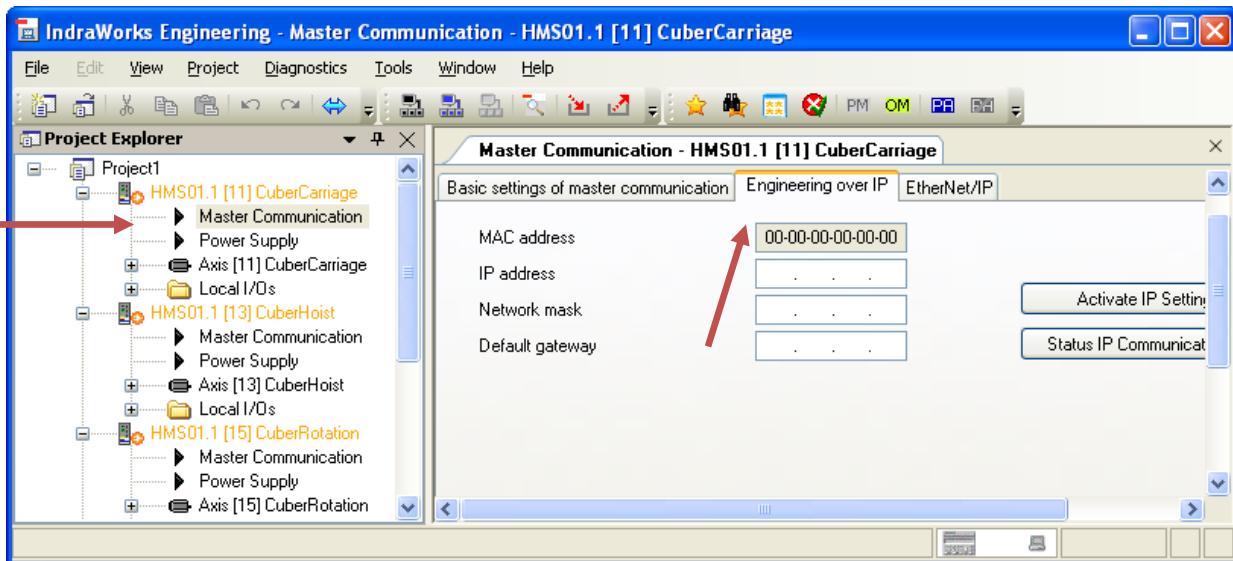 IndraWorks Engineering - Master Communication - HMS01.1 [11] CuberCarriage
File Edit View Project Diagnostics Tools Window Help
PM OM PA
Project Explorer
Project1
HMS01.1 [11] CuberCarriage
Master Communication
Power Supply
Axis [11] CuberCarriage
Local I/Os
HMS01.1 [13] CuberHoist
Master Communication
Power Supply
Axis [13] CuberHoist
Local I/Os
HMS01.1 [15] CuberRotation
Master Communication
Power Supply
Axis [15] CuberRotation
Master Communication - HMS01.1 [11] CuberCarriage
Basic settings of master communication Engineering over IP EtherNet/IP
MAC address 00-00-00-00-00-00
IP address . . .
Network mask . . .
Default gateway . . .
Activate IP Settin
Status IP Communicat